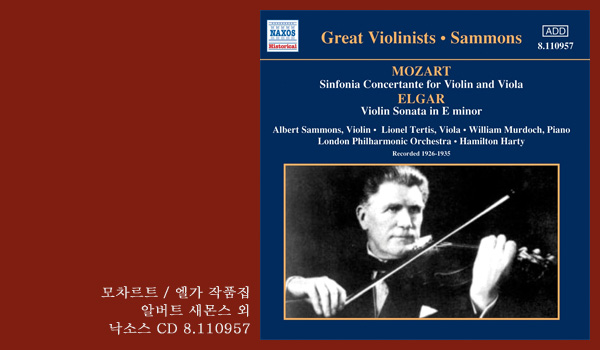 NAXOS
Historical
Great Violinists • Sammons
ADD
8.110957
MOZART
Sinfonia Concertante for Violin and Viola
ELGAR
Violin Sonata in E minor
Albert Sammons, Violin • Lionel Tertis, Viola • William Murdoch, Piano
London Philharmonic Orchestra • Hamilton Harty
Recorded 1926-1935
모차르트 / 엘가 작품집
알버트 새몬스 외
낙소스 CD 8.110957